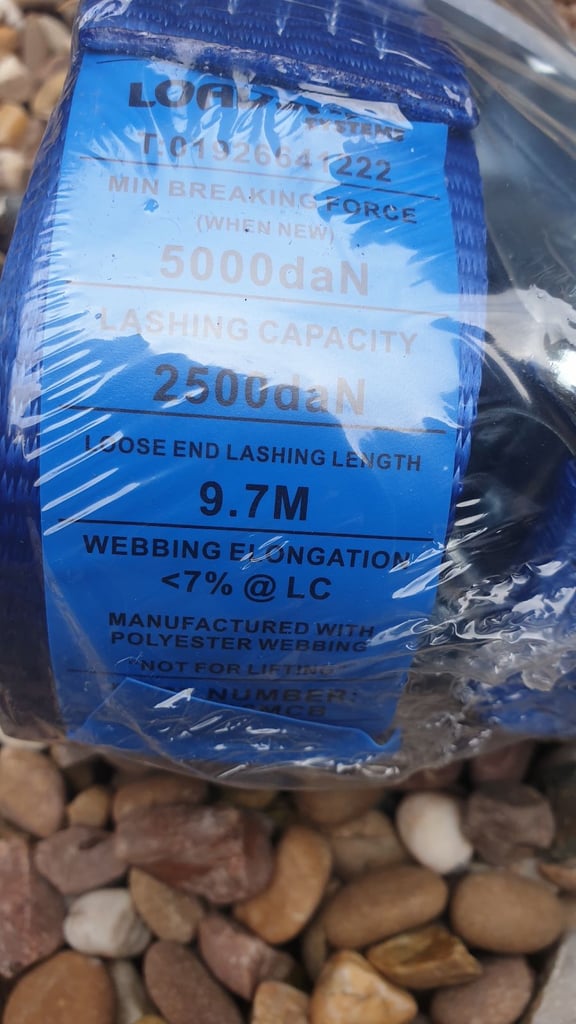 SYSTEMS
T:01926641222
MIN BREAKING FORCE
(WHEN NEW)
5000daN
LASHING CAPACITY
2500daN
LOOSE END LASHING LENGTH
9.7M
WEBBING ELONGATION
<7% @ LC
MANUFACTURED WITH
POLYESTER WEBBING
"NOT FOR LIFTING"
NUMBER: